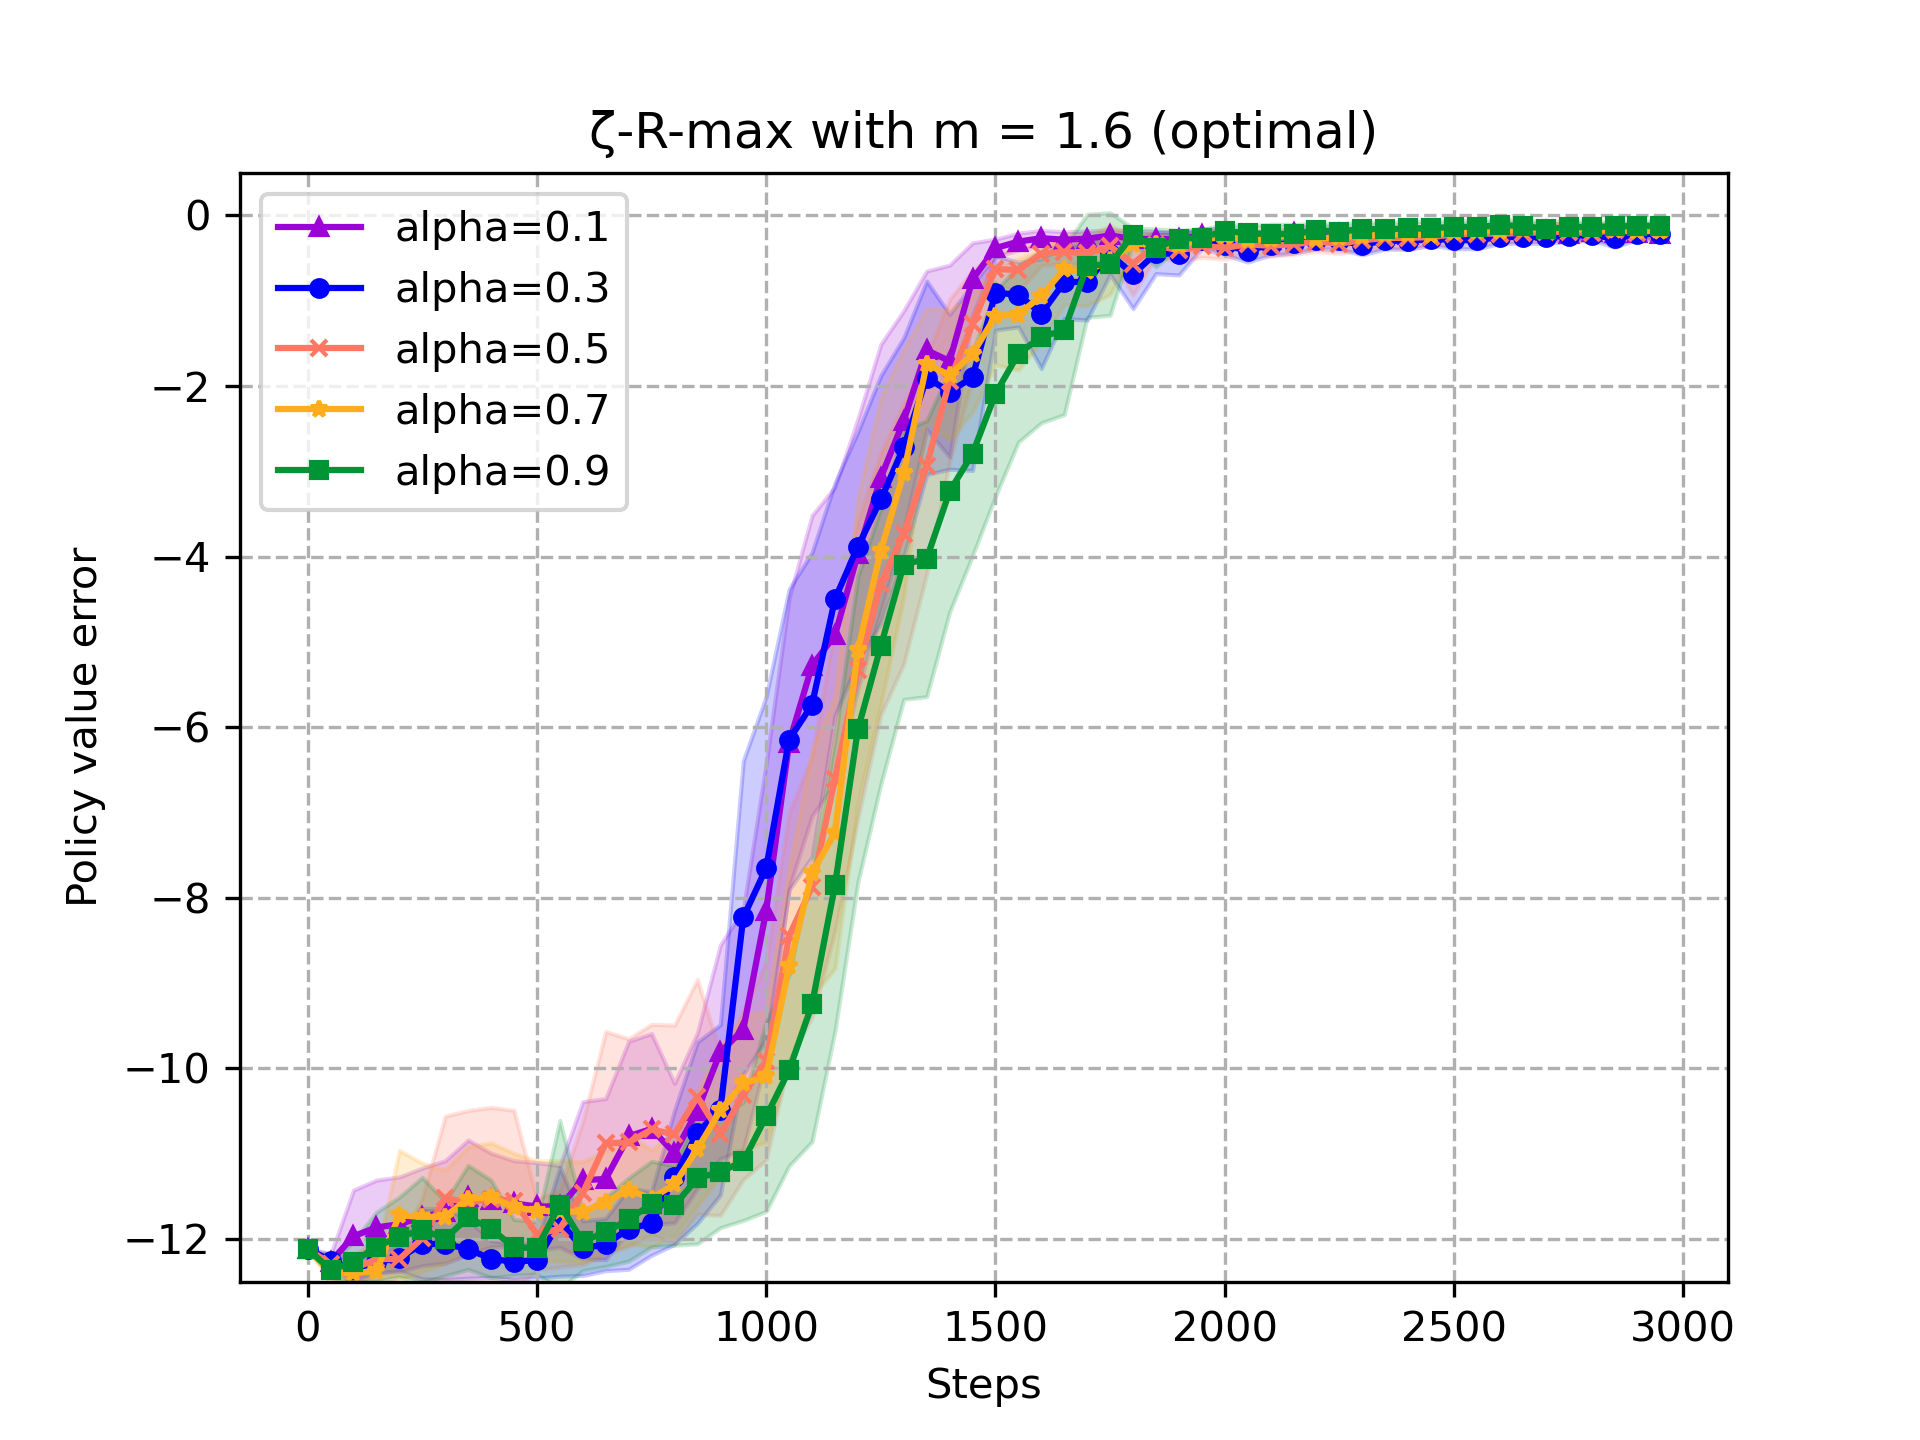 ζ-R-max with m = 1.6 (optimal)
alpha=0.1
alpha=0.3
alpha=0.5
alpha=0.7
alpha=0.9
Policy value error
0
−2
−4
−6
−8
−10
−12
0 500 1000 1500 2000 2500 3000
Steps